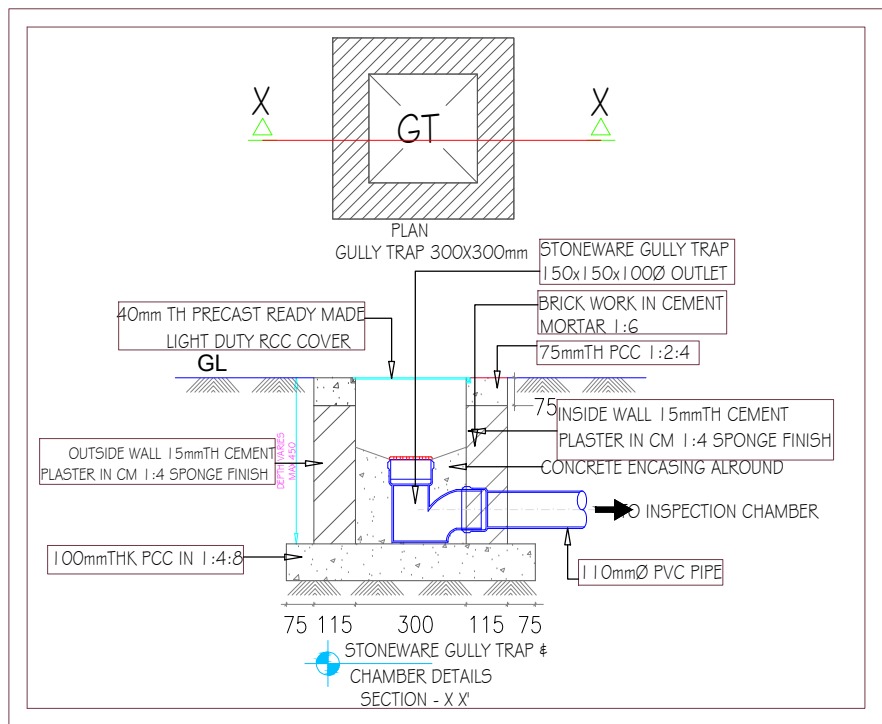 X
X
GT
PLAN
GULLY TRAP 300X300mm
STONEWARE GULLY TRAP
150x150x100Ø OUTLET
40mm TH PRECAST READY MADE
LIGHT DUTY RCC COVER
BRICK WORK IN CEMENT
MORTAR 1:6
75mmTH PCC 1:2:4
GL
75
INSIDE WALL 15mmTH CEMENT
PLASTER IN CM 1:4 SPONGE FINISH
OUTSIDE WALL 15mmTH CEMENT
PLASTER IN CM 1:4 SPONGE FINISH
DEPTH VARIES
MAX 450
CONCRETE ENCASING ALROUND
TO INSPECTION CHAMBER
100mmTHK PCC IN 1:4:8
110mmØ PVC PIPE
75 115 300 115 75
STONEWARE GULLY TRAP &
CHAMBER DETAILS
SECTION - X X'